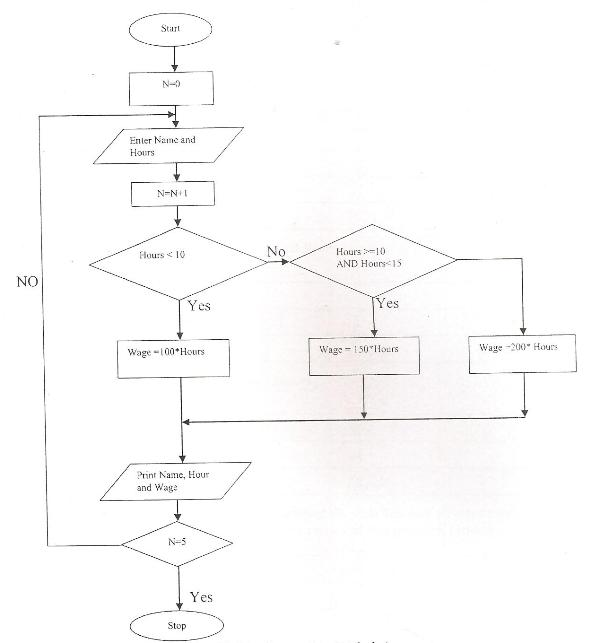 Start
N=0
Enter Name and
Hours
N=N+1
Hours < 10
No
Hours >=10
AND Hours<15
NO
Yes
Yes
Wage =100*Hours
Wage = 150*Hours
Wage =200* Hours
Print Name, Hour
and Wage
N=5
Yes
Stop